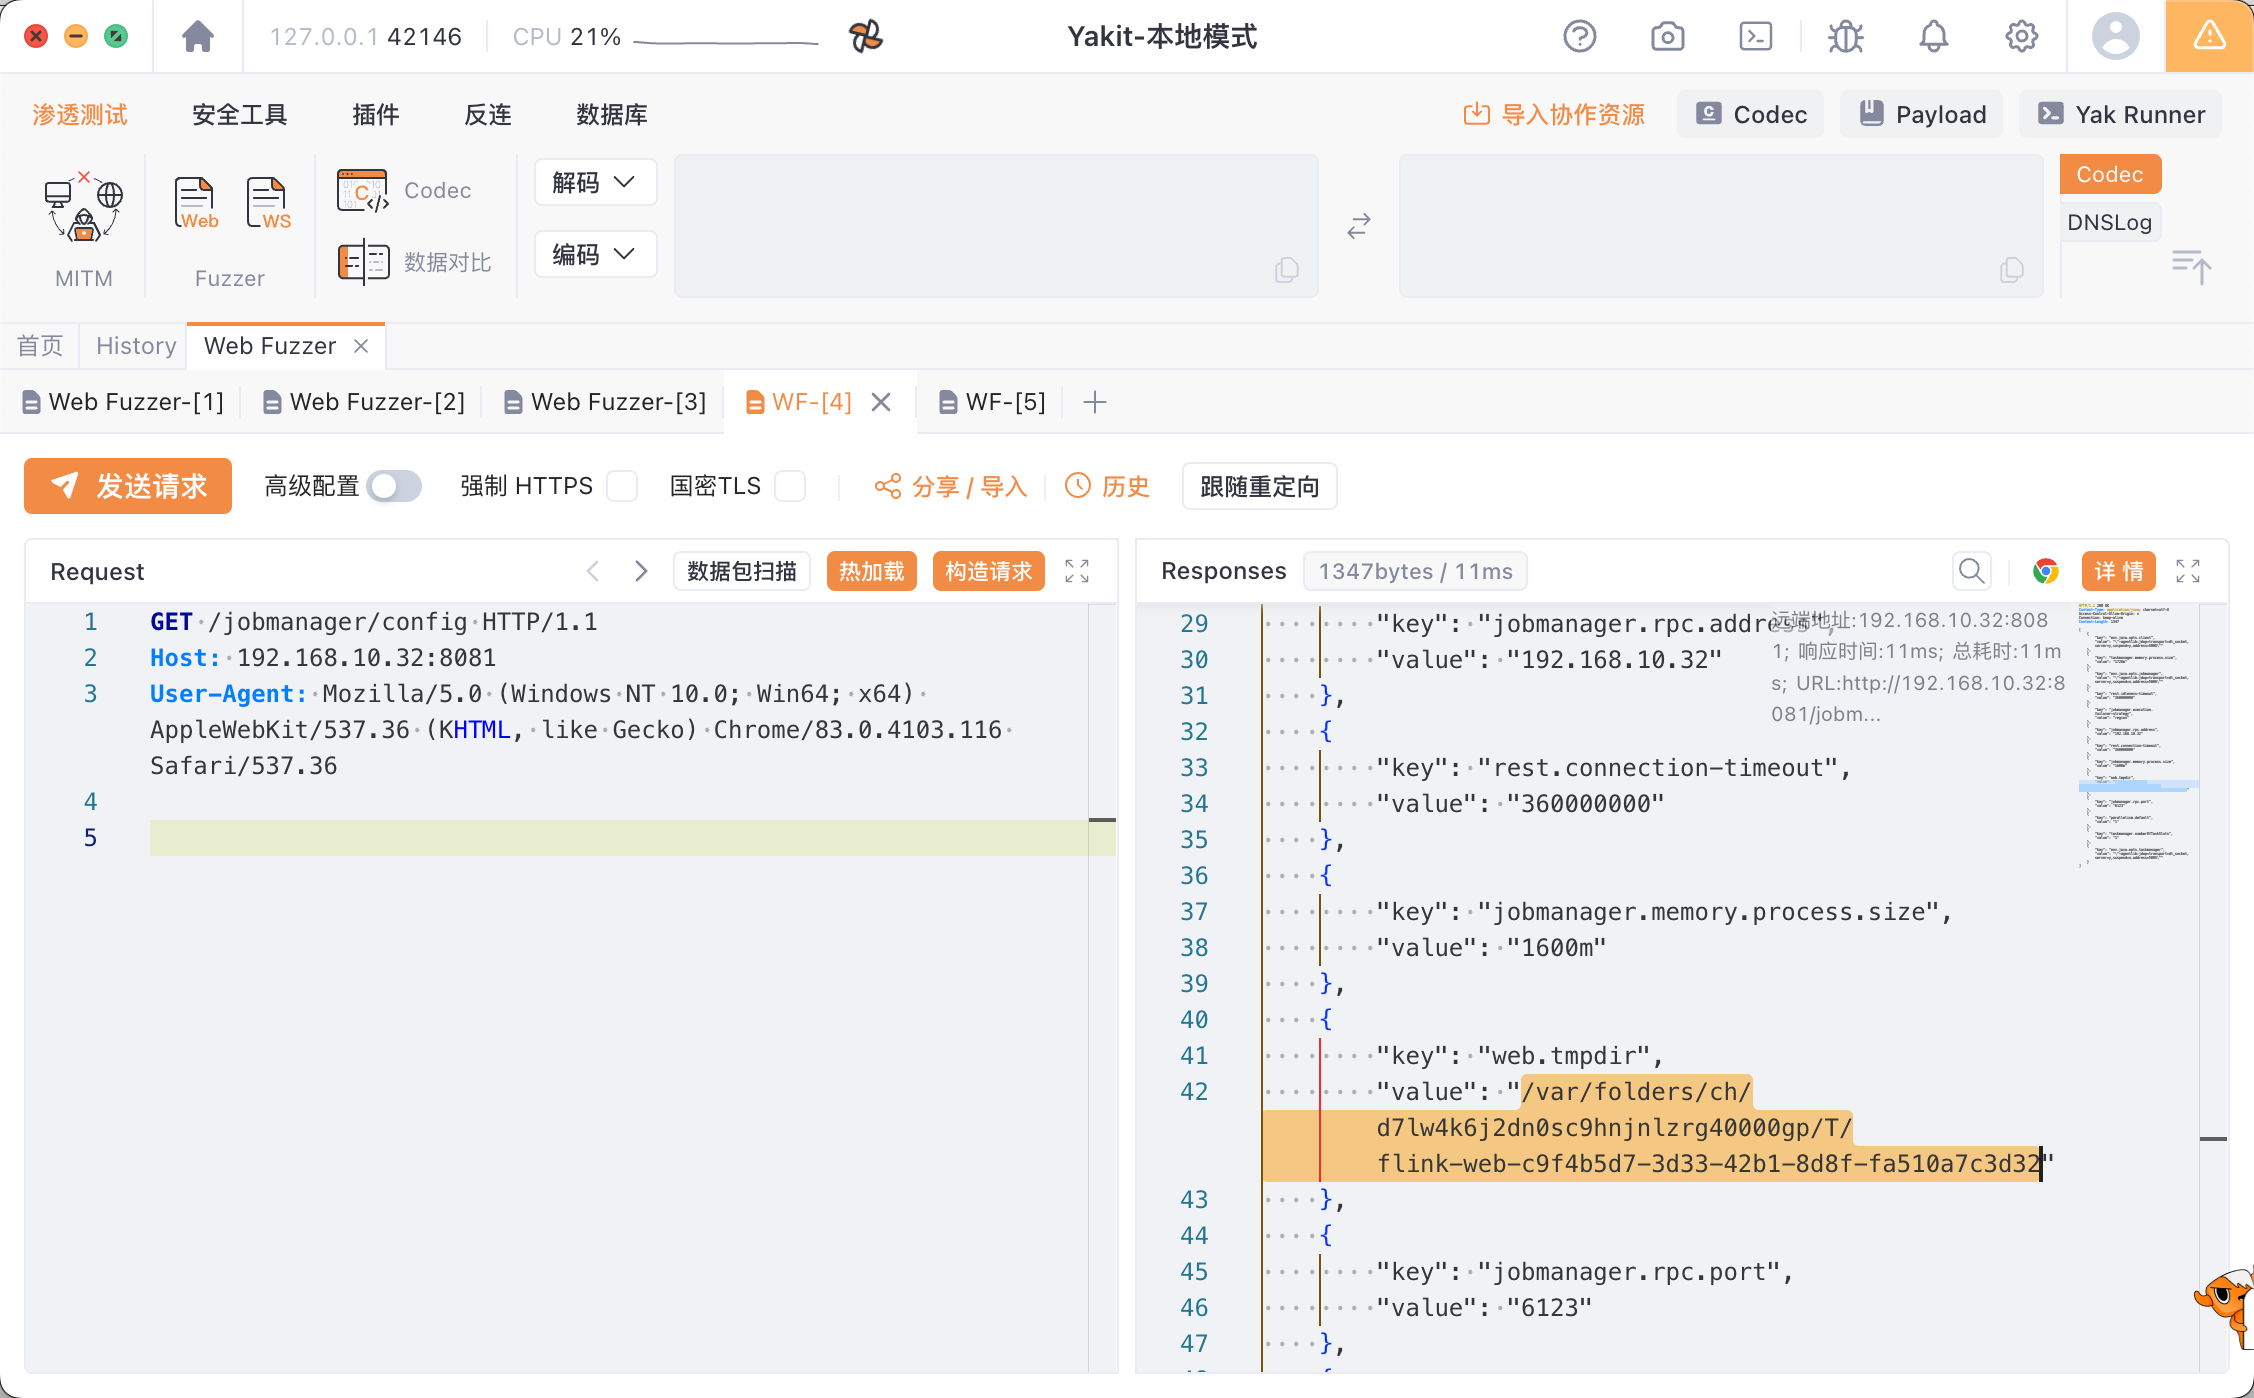 127.0.0.1 42146
CPU 21%
Yakit-本地模式
渗透测试
安全工具
插件
反连
数据库
导入协作资源
Codec
Payload
Yak Runner
MITM
Web
WS
Fuzzer
Codec
数据对比
解码
编码
Codec
DNSLog
首页
History
Web Fuzzer
Web Fuzzer-[1]
Web Fuzzer-[2]
Web Fuzzer-[3]
WF-[4]
WF-[5]
发送请求
高级配置
强制 HTTPS
国密TLS
分享 / 导入
历史
跟随重定向
Request
数据包扫描
热加载
构造请求
1 GET /jobmanager/config HTTP/1.1
2 Host: 192.168.10.32:8081
3 User-Agent: Mozilla/5.0 (Windows NT 10.0; Win64; x64)
AppleWebKit/537.36 (KHTML, like Gecko) Chrome/83.0.4103.116
Safari/537.36
4
5
Responses
1347bytes / 11ms
详情
远端地址:192.168.10.32:808
1; 响应时间:11ms; 总耗时:11m
s; URL:http://192.168.10.32:8
081/jobm...
29 "key": "jobmanager.rpc.address",
30 "value": "192.168.10.32"
31 },
32 {
33 "key": "rest.connection-timeout",
34 "value": "360000000"
35 },
36 {
37 "key": "jobmanager.memory.process.size",
38 "value": "1600m"
39 },
40 {
41 "key": "web.tmpdir",
42 "value": "/var/folders/ch/
d7lw4k6j2dn0sc9hnjnlzrg40000gp/T/
flink-web-c9f4b5d7-3d33-42b1-8d8f-fa510a7c3d32"
43 },
44 {
45 "key": "jobmanager.rpc.port",
46 "value": "6123"
47 },